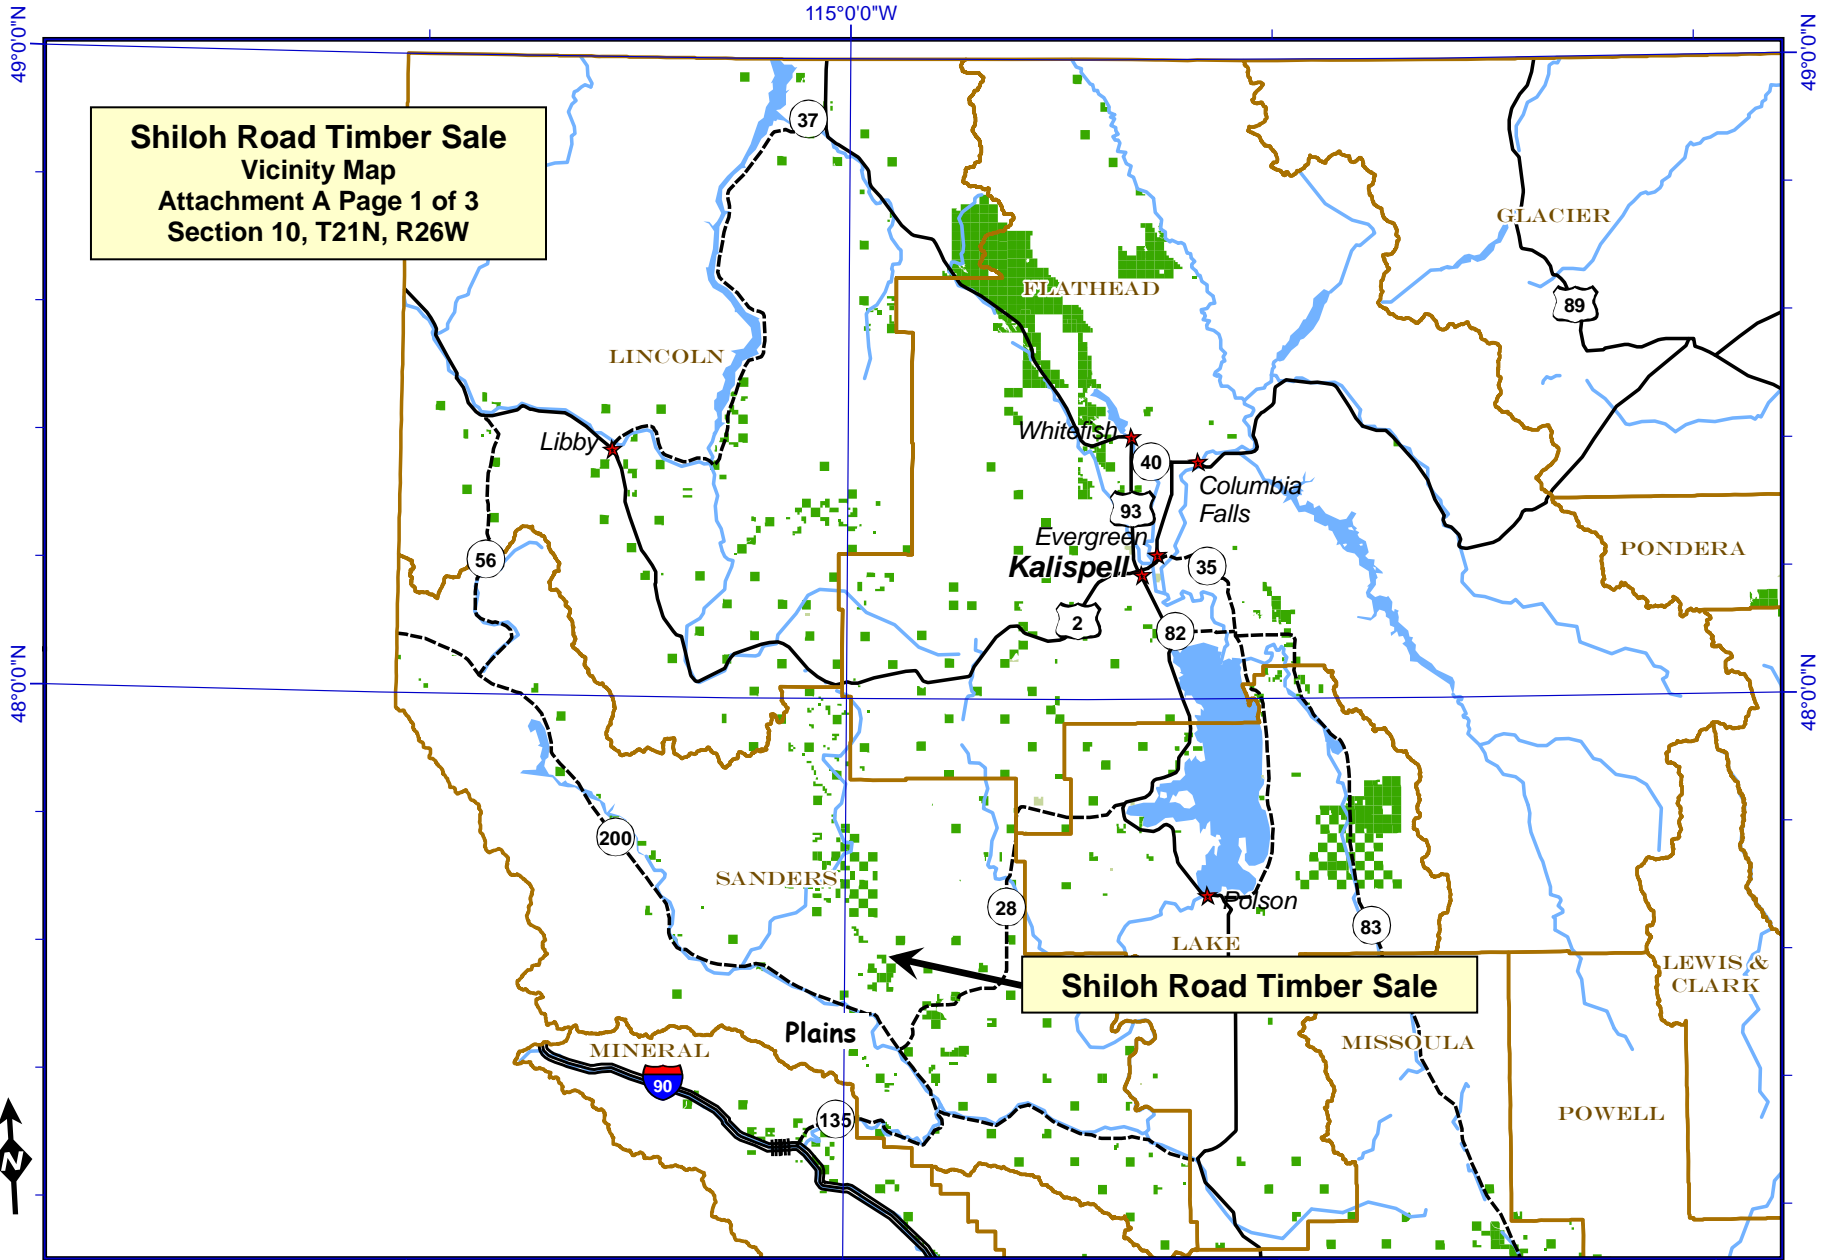 115°0'0"W
49°0'0"N
49°0'0"N
Shiloh Road Timber Sale
Vicinity Map
Attachment A Page 1 of 3
Section 10, T21N, R26W
37
GLACIER
FLATHEAD
89
LINCOLN
Whitefish
Libby
40
Columbia
Falls
93
Evergreen
PONDERA
56
Kalispell
35
2
82
48°0'0"N
48°0'0"N
200
SANDERS
28
Polson
83
LAKE
LEWIS &
CLARK
Shiloh Road Timber Sale
Plains
MINERAL
MISSOULA
90
135
POWELL
N